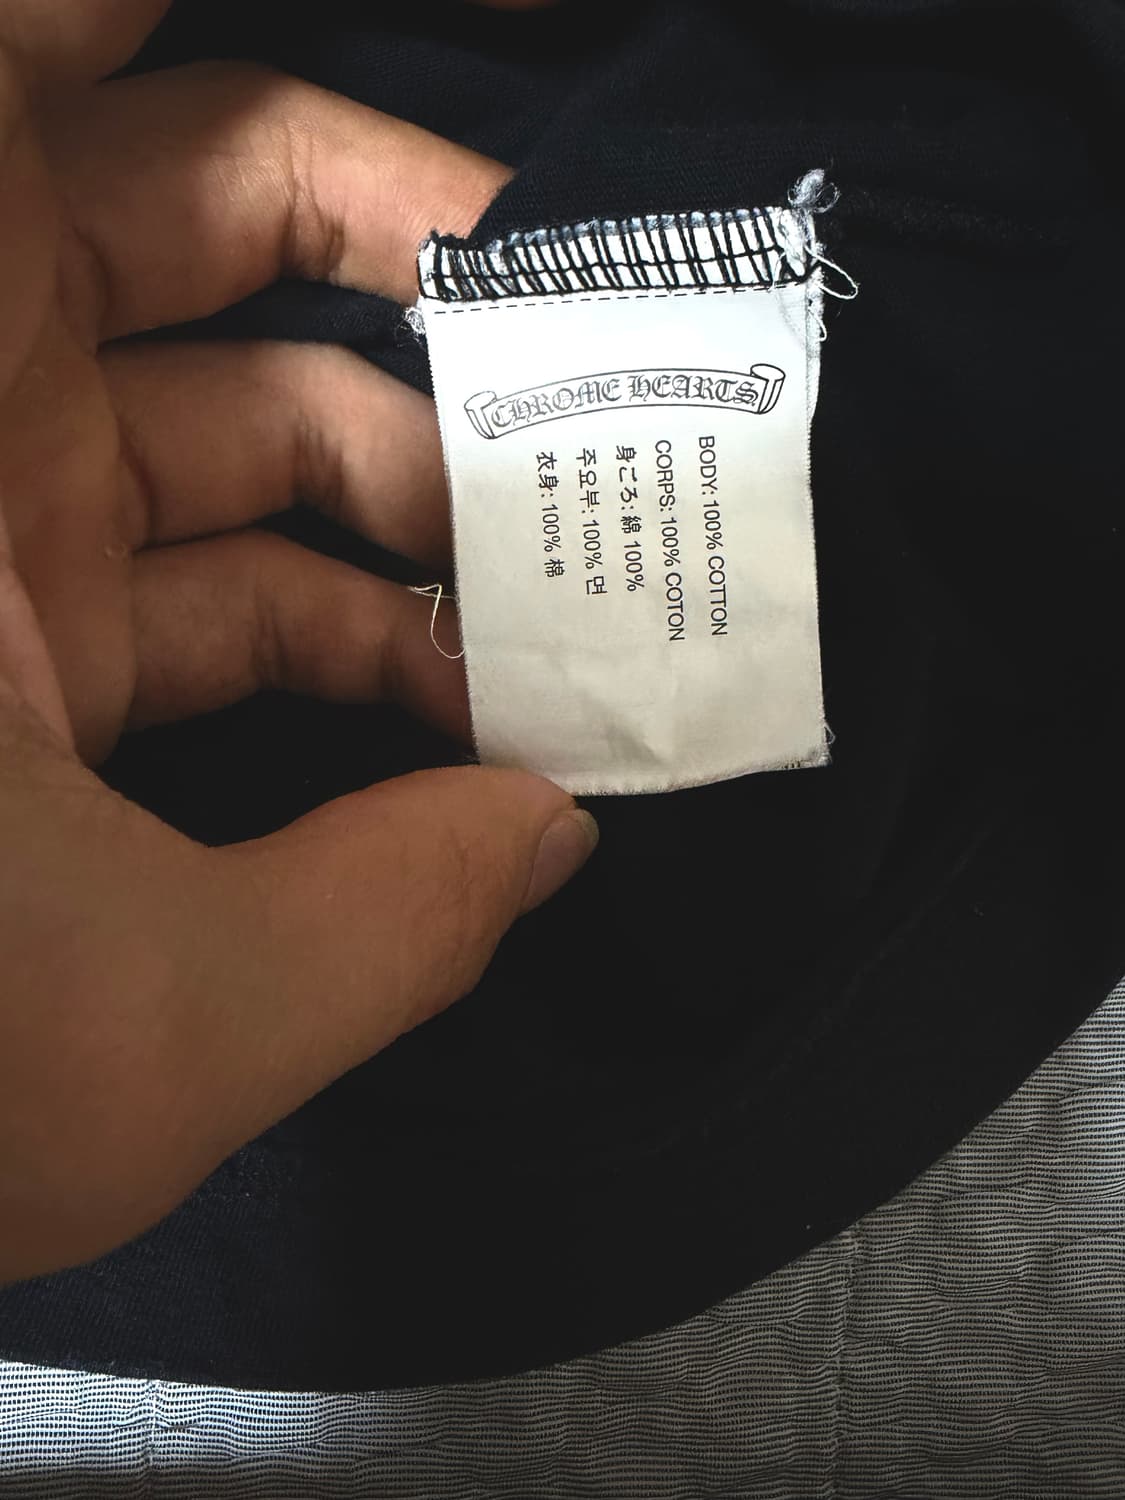 CHROME HEARTS
BODY: 100% COTTON
CORPS: 100% COTON
身ごろ: 綿 100%
주요부: 100% 면
衣身: 100% 棉